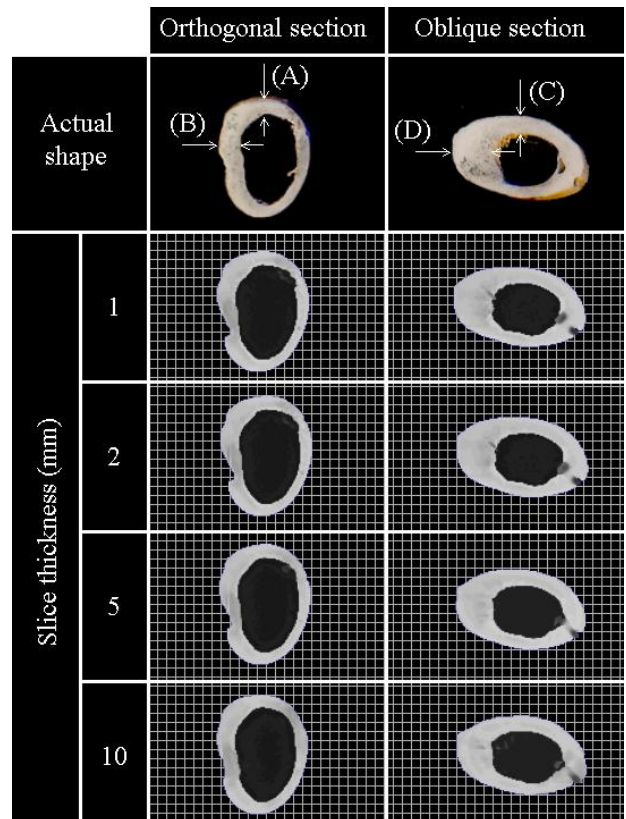 Orthogonal section
Oblique section
Actual
shape
(A)
(B)
(C)
(D)
Slice thickness (mm)
1
2
5
10